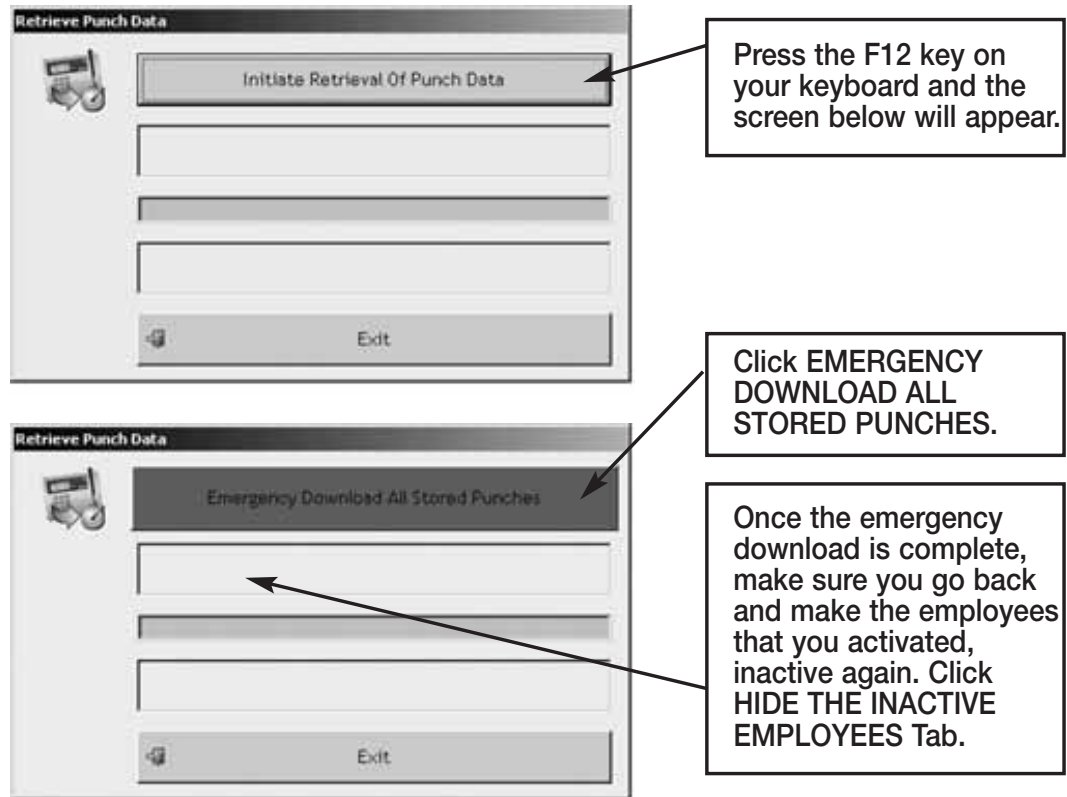 Retrieve Punch Data
Initiate Retrieval Of Punch Data
Exit
Press the F12 key on
your keyboard and the
screen below will appear.
Click EMERGENCY
DOWNLOAD ALL
STORED PUNCHES.
Retrieve Punch Data
Emergency Download All Stored Punches
Exit
Once the emergency
download is complete,
make sure you go back
and make the employees
that you activated,
inactive again. Click
HIDE THE INACTIVE
EMPLOYEES Tab.